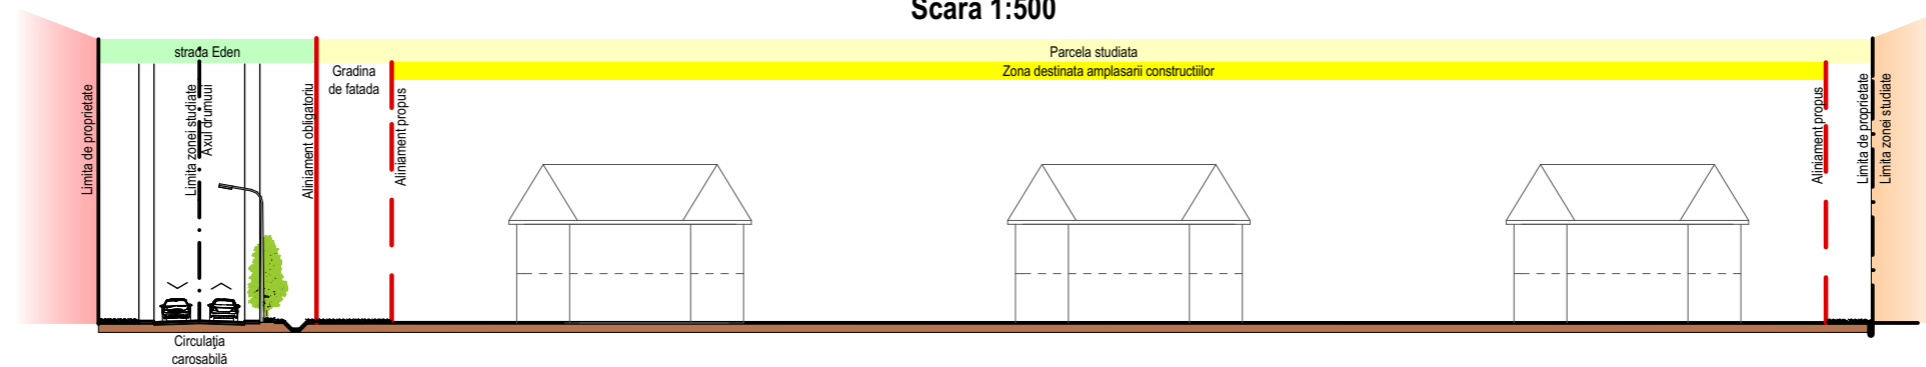 Scara 1:500
strada Eden
Parcela studiata
Gradina
de fatada
Zona destinata amplasarii constructiilor
Limita de proprietate
Limita zonei studiate
Axul drumului
Aliniament obligatoriu
Aliniament propus
Aliniament propus
Limita de proprietate
Limita zonei studiate
Circulația
carosabilă